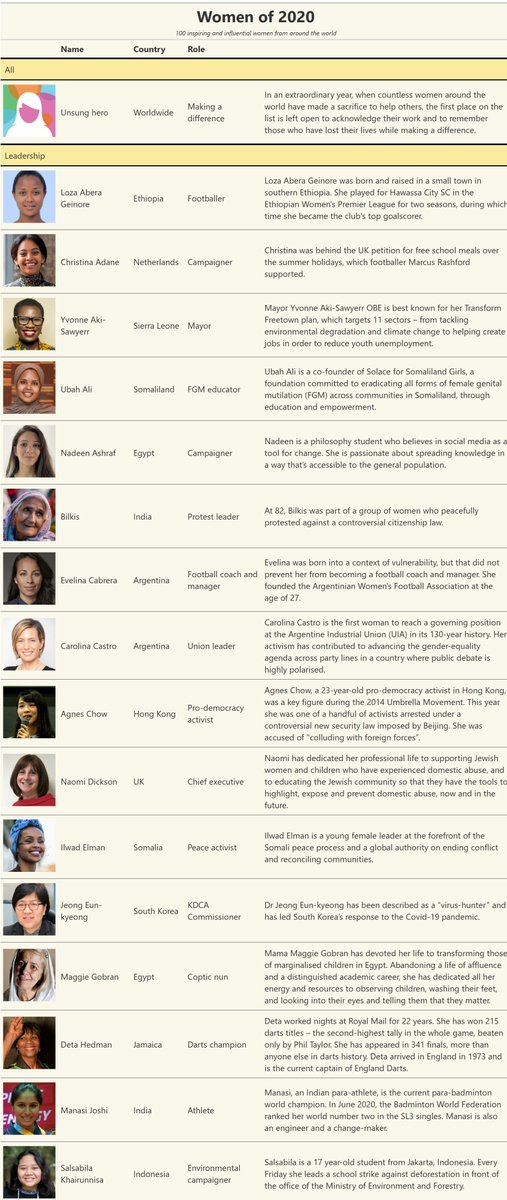 Women of 2020
100 inspiring and influential women from around the world
Name Country Role
All
Unsung hero Worldwide Making a difference
In an extraordinary year, when countless women around the
world have made a sacrifice to help others, the first place on the
list is left open to acknowledge their work and to remember
those who have lost their lives while making a difference.
Leadership
Loza Abera Geinore Ethiopia Footballer
Loza Abera Geinore was born and raised in a small town in
southern Ethiopia. She played for Hawassa City SC in the
Ethiopian Women's Premier League for two seasons, during which
time she became the club's top goalscorer.
Christina Adane Netherlands Campaigner
Christina was behind the UK petition for free school meals over
the summer holidays, which footballer Marcus Rashford
supported.
Yvonne Aki-Sawyerr Sierra Leone Mayor
Mayor Yvonne Aki-Sawyerr OBE is best known for her Transform
Freetown plan, which targets 11 sectors – from tackling
environmental degradation and climate change to helping create
jobs in order to reduce youth unemployment.
Ubah Ali Somaliland FGM educator
Ubah Ali is a co-founder of Solace for Somaliland Girls, a
foundation committed to eradicating all forms of female genital
mutilation (FGM) across communities in Somaliland, through
education and empowerment.
Nadeen Ashraf Egypt Campaigner
Nadeen is a philosophy student who believes in social media as a
tool for change. She is passionate about spreading knowledge in
a way that's accessible to the general population.
Bilkis India Protest leader
At 82, Bilkis was part of a group of women who peacefully
protested against a controversial citizenship law.
Evelina Cabrera Argentina Football coach and manager
Evelina was born into a context of vulnerability, but that did not
prevent her from becoming a football coach and manager. She
founded the Argentinian Women's Football Association at the
age of 27.
Carolina Castro Argentina Union leader
Carolina Castro is the first woman to reach a governing position
at the Argentine Industrial Union (UIA) in its 130-year history. Her
activism has contributed to advancing the gender-equality
agenda across party lines in a country where public debate is
highly polarised.
Agnes Chow Hong Kong Pro-democracy activist
Agnes Chow, a 23-year-old pro-democracy activist in Hong Kong,
was a key figure during the 2014 Umbrella Movement. This year
she was one of a handful of activists arrested under a
controversial new security law imposed by Beijing. She was
accused of "colluding with foreign forces".
Naomi Dickson UK Chief executive
Naomi has dedicated her professional life to supporting Jewish
women and children who have experienced domestic abuse, and
to educating the Jewish community so that they have the tools to
highlight, expose and prevent domestic abuse, now and in the
future.
Ilwad Elman Somalia Peace activist
Ilwad Elman is a young female leader at the forefront of the
Somali peace process and a global authority on ending conflict
and reconciling communities.
Jeong Eun-kyeong South Korea KDCA Commissioner
Dr Jeong Eun-kyeong has been described as a "virus-hunter" and
has led South Korea's response to the Covid-19 pandemic.
Maggie Gobran Egypt Coptic nun
Mama Maggie Gobran has devoted her life to transforming those
of marginalised children in Egypt. Abandoning a life of affluence
and a distinguished academic career, she has dedicated all her
energy and resources to observing children, washing their feet,
and looking into their eyes and telling them that they matter.
Deta Hedman Jamaica Darts champion
Deta worked nights at Royal Mail for 22 years. She has won 215
darts titles – the second-highest tally in the whole game, beaten
only by Phil Taylor. She has appeared in 341 finals, more than
anyone else in darts history. Deta arrived in England in 1973 and
is the current captain of England Darts.
Manasi Joshi India Athlete
Manasi, an Indian para-athlete, is the current para-badminton
world champion. In June 2020, the Badminton World Federation
ranked her world number two in the SL3 singles. Manasi is also
an engineer and a change-maker.
Salsabila Khairunnisa Indonesia Environmental campaigner
Salsabila is a 17 year-old student from Jakarta, Indonesia. Every
Friday she leads a school strike against deforestation in front of
the office of the Ministry of Environment and Forestry.